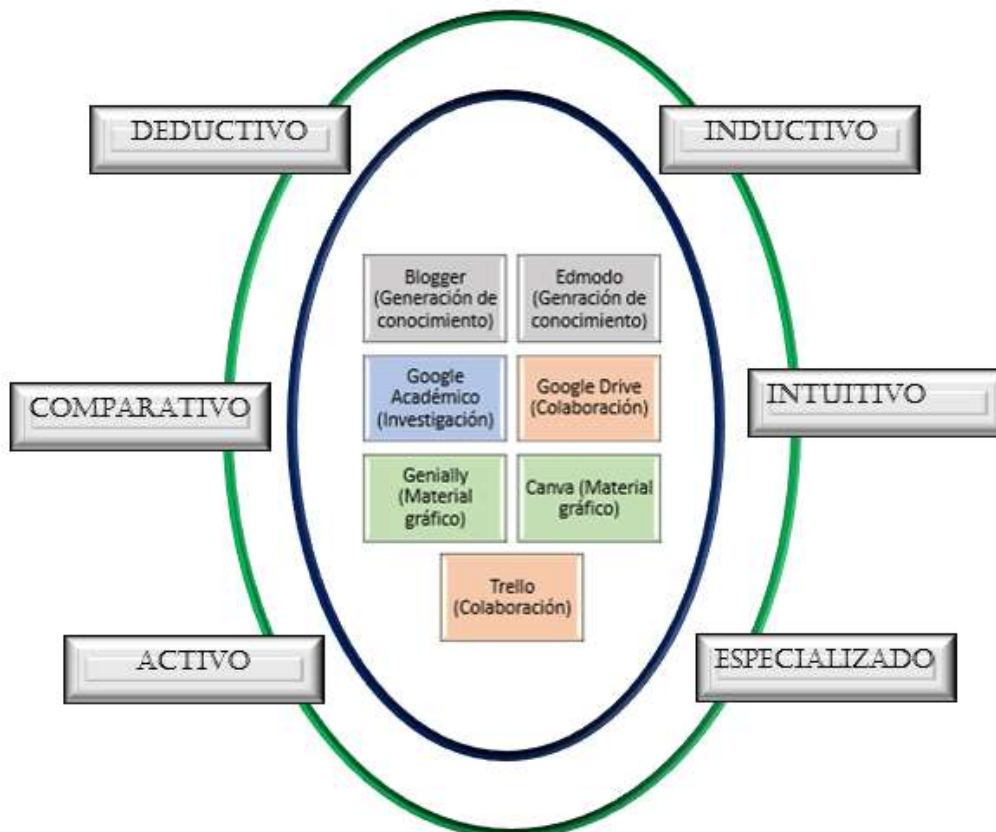 DEDUCTIVO
INDUCTIVO
Blogger
(Generación de
conocimiento)
Edmodo
(Genración de
conocimiento)
COMPARATIVO
Google
Académico
(Investigación)
Google Drive
(Colaboración)
INTUITIVO
Genially
(Material
gráfico)
Canva (Material
gráfico)
Trello
(Colaboración)
ACTIVO
ESPECIALIZADO